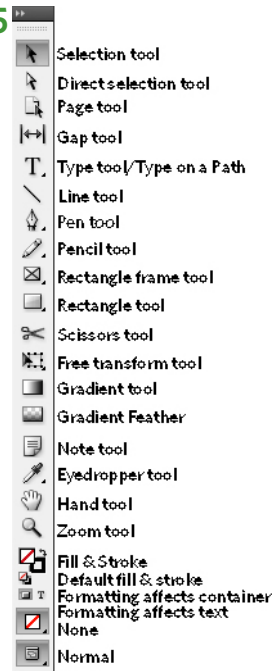 5
Selection tool
Direct selection tool
Page tool
Gap tool
T Type tool/Type on a Path
Line tool
Pen tool
Pencil tool
Rectangle frame tool
Rectangle tool
Scissors tool
Free transform tool
Gradient tool
Gradient Feather
Note tool
Eyedropper tool
Hand tool
Zoom tool
Fill & Stroke
Default fill & stroke
T Formatting affects container
Formatting affects text
None
Normal